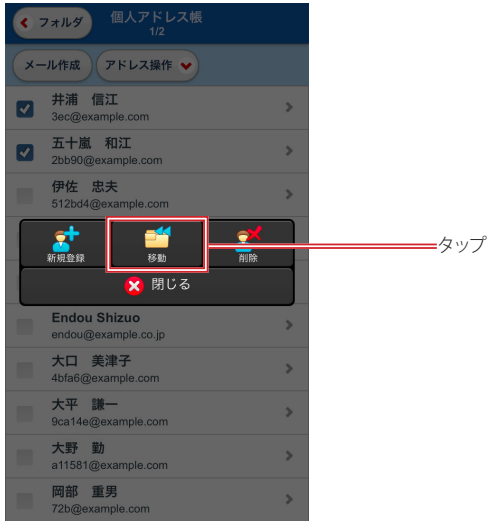 フォルダ
個人アドレス帳
1/2
メール作成
アドレス操作
井浦　信江
3ec@example.com
五十嵐　和江
2bb90@example.com
伊佐　忠夫
512bd4@example.com
新規登録
移動
削除
タップ
閉じる
Endou Shizuo
endou@example.co.jp
大口　美津子
4bfa6@example.com
大平　謙一
9ca14e@example.com
大野　勤
a11581@example.com
岡部　重男
72b@example.com